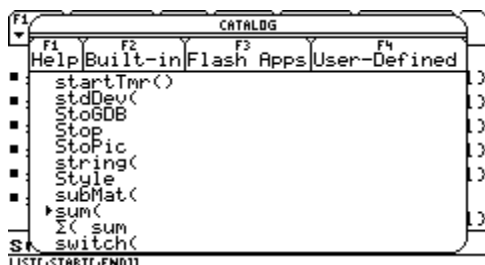 F1
CATALOG
F1 F2 F3 F4
Help Built-in Flash Apps User-Defined
startTmr()
stdDev(
StoGDB
Stop
StoPic
string(
Style
subMat(
sum(
Σ( sum
switch(
LIST[,START[,END]]